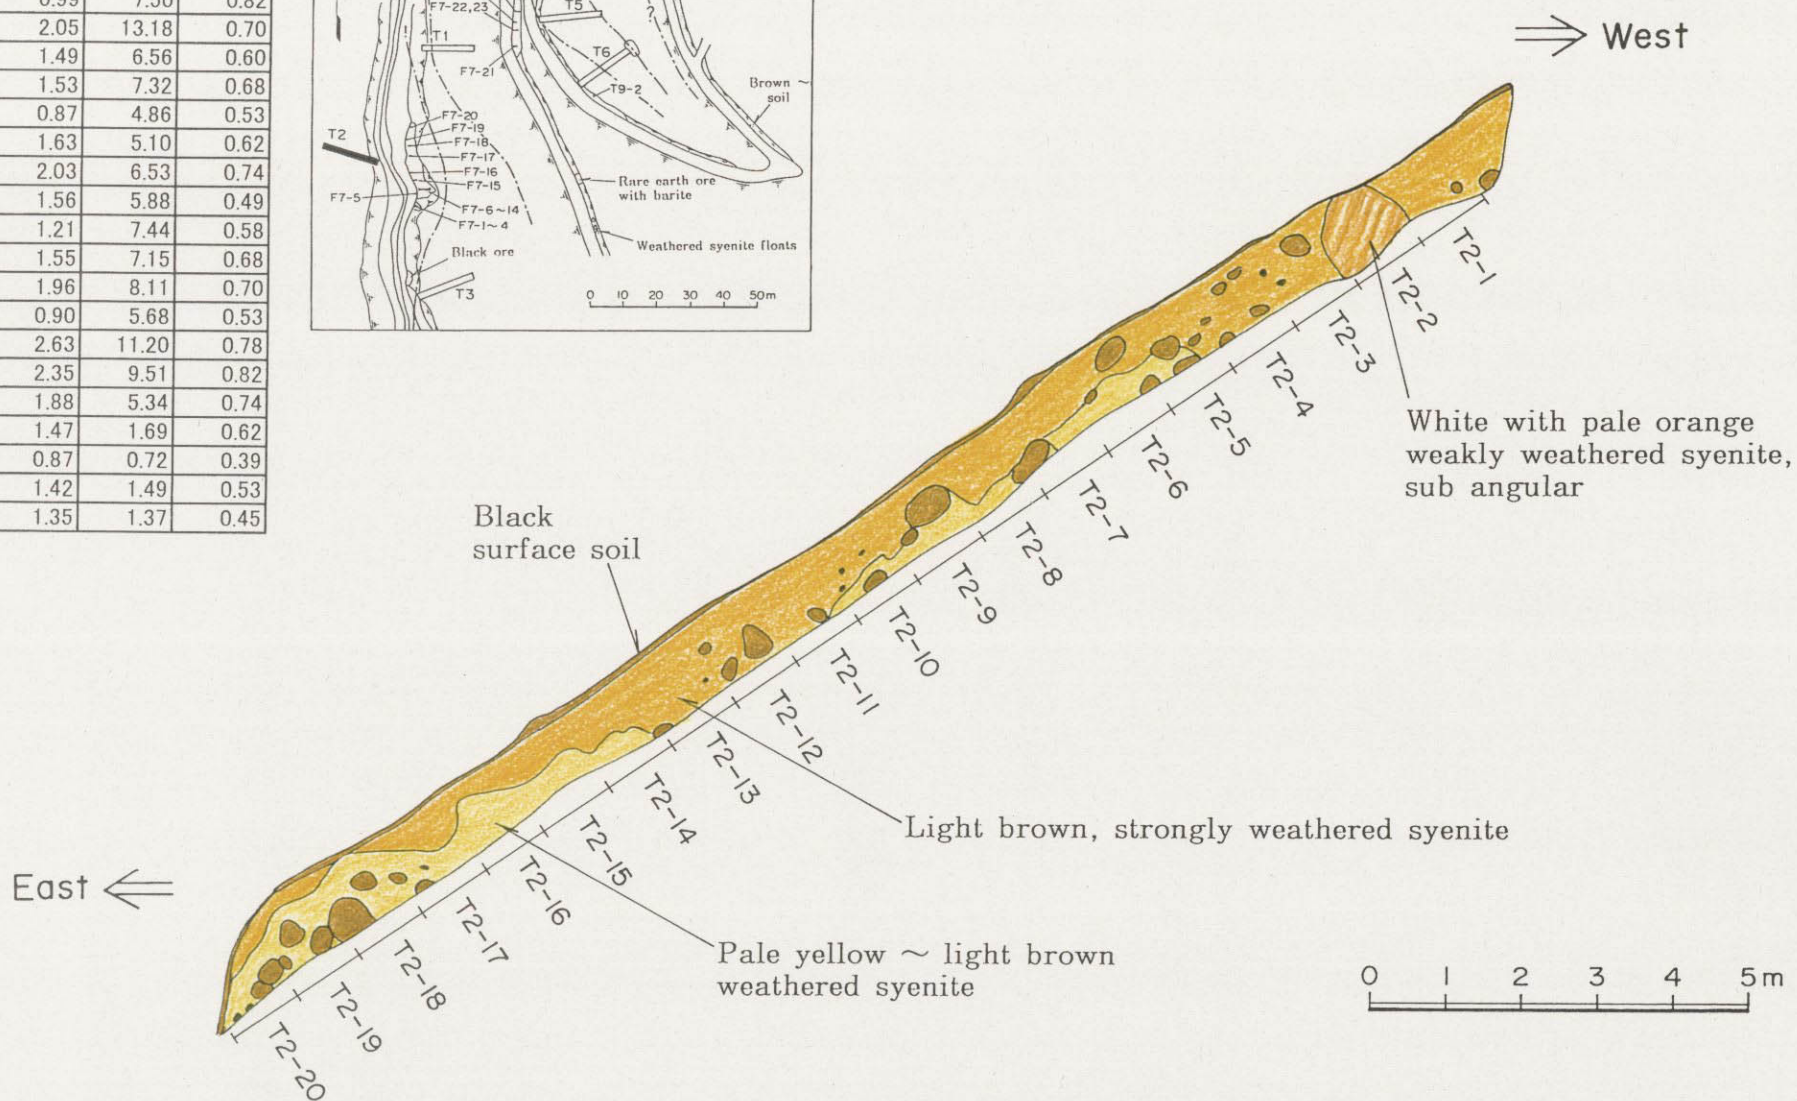 2.05 13.18 0.70
1.49 6.56 0.60
1.53 7.32 0.68
0.87 4.86 0.53
1.63 5.10 0.62
2.03 6.53 0.74
1.56 5.88 0.49
1.21 7.44 0.58
1.55 7.15 0.68
1.96 8.11 0.70
0.90 5.68 0.53
2.63 11.20 0.78
2.35 9.51 0.82
1.88 5.34 0.74
1.47 1.69 0.62
0.87 0.72 0.39
1.42 1.49 0.53
1.35 1.37 0.45
F7-22,23
T5
?
T1
T6
F7-21
T9-2
Brown ~
soil
F7-20
F7-19
F7-18
F7-17
F7-16
F7-15
T2
F7-5
F7-6~14
F7-1~4
Rare earth ore
with barite
Black ore
Weathered syenite floats
T3
0 10 20 30 40 50m
West
T2-1
T2-2
T2-3
T2-4
T2-5
T2-6
T2-7
T2-8
T2-9
T2-10
T2-11
T2-12
T2-13
T2-14
T2-15
T2-16
T2-17
T2-18
T2-19
T2-20
White with pale orange
weakly weathered syenite,
sub angular
Black
surface soil
Light brown, strongly weathered syenite
East
Pale yellow ~ light brown
weathered syenite
0 1 2 3 4 5m